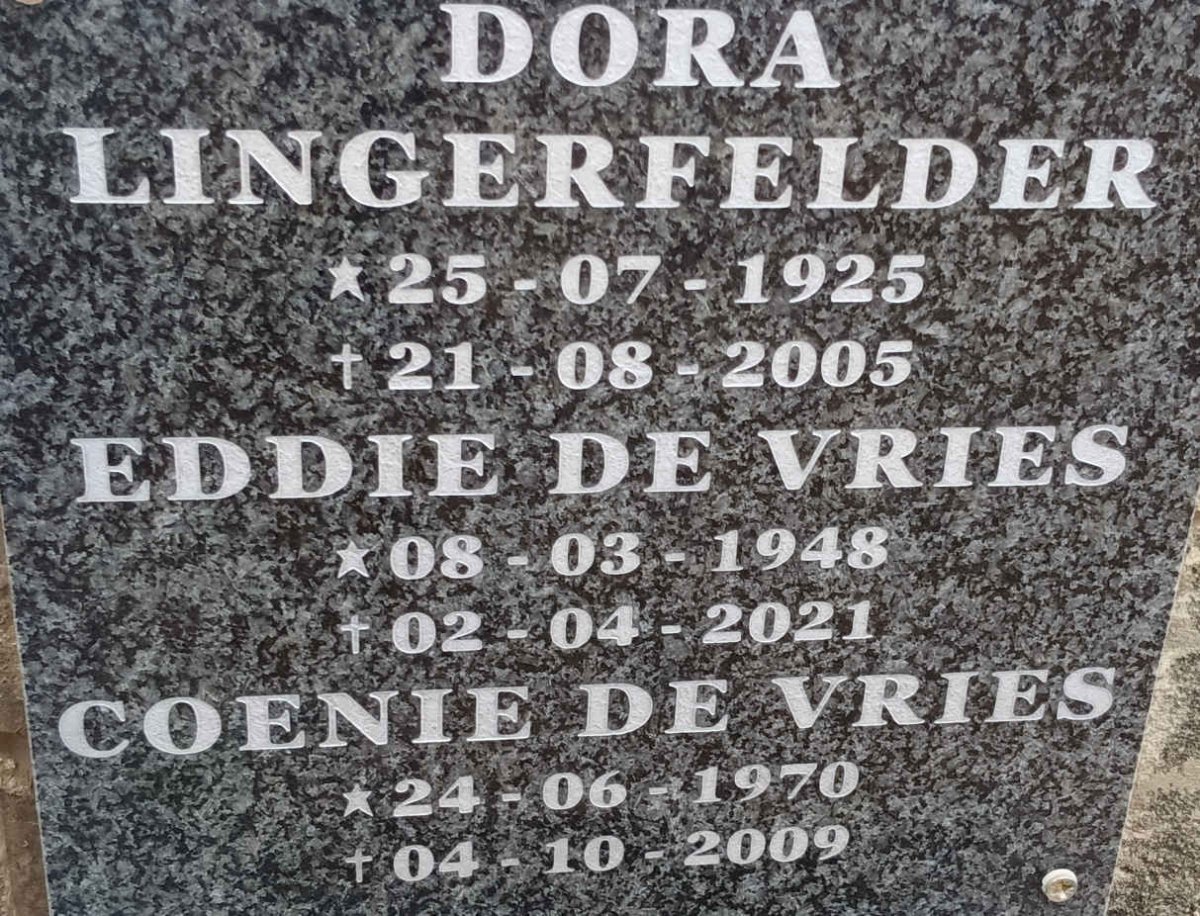 DORA
LINGERFELDER
★ 25 - 07 - 1925
✝ 21 - 08 - 2005
EDDIE DE VRIES
★ 08 - 03 - 1948
✝ 02 - 04 - 2021
COENIE DE VRIES
★ 24 - 06 - 1970
✝ 04 - 10 - 2009